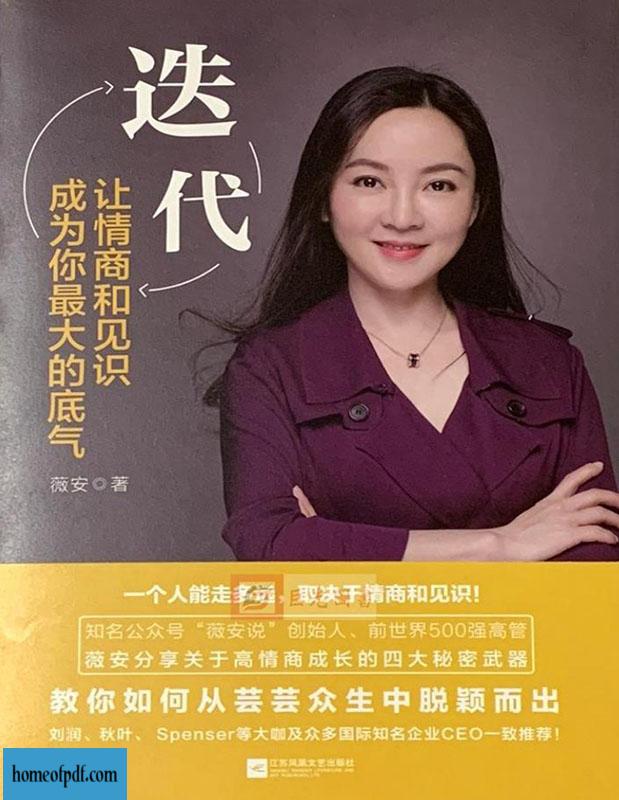 迭代
让情商和见识
成为你最大的底气
薇安◎著
一个人能走多远，取决于情商和见识！
知名公众号“薇安说”创始人、前世界500强高管
薇安分享关于高情商成长的四大秘密武器
教你如何从芸芸众生中脱颖而出
刘润、秋叶、Spenser等大咖及众多国际知名企业CEO一致推荐！
江苏凤凰文艺出版社
homeofpdf.com